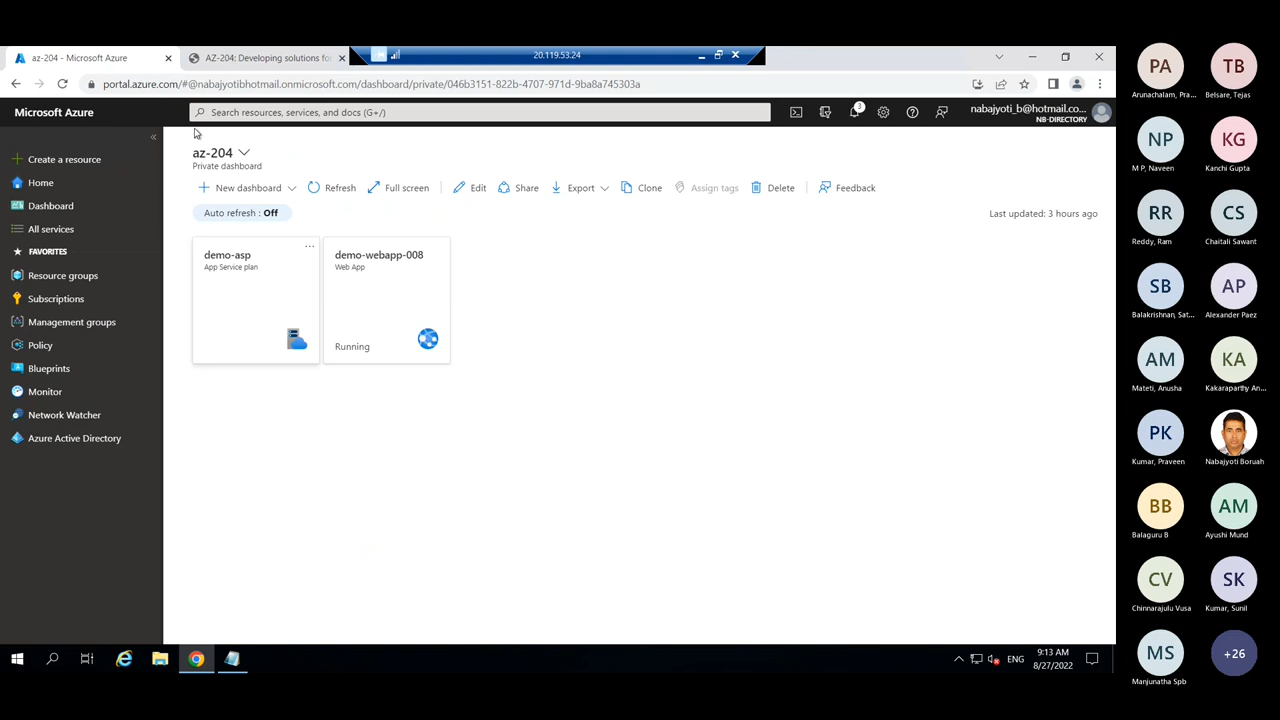 az-204 - Microsoft Azure
AZ-204: Developing solutions fo
20.119.53.24
portal.azure.com/#@nabajyotibhotmail.onmicrosoft.com/dashboard/private/046b3151-822b-4707-971d-9ba8a745303a
Microsoft Azure
Search resources, services, and docs (G+/)
3
nabajyoti_b@hotmail.co...
NB-DIRECTORY
Create a resource
Home
Dashboard
All services
FAVORITES
Resource groups
Subscriptions
Management groups
Policy
Blueprints
Monitor
Network Watcher
Azure Active Directory
az-204
Private dashboard
New dashboard
Refresh
Full screen
Edit
Share
Export
Clone
Assign tags
Delete
Feedback
Auto refresh : Off
Last updated: 3 hours ago
demo-asp
App Service plan
demo-webapp-008
Web App
Running
ENG
9:13 AM
8/27/2022
PA
Arunachalam, Pra...
TB
Belsare, Tejas
NP
M P, Naveen
KG
Kanchi Gupta
RR
Reddy, Ram
CS
Chaitali Sawant
SB
Balakrishnan, Sat...
AP
Alexander Paez
AM
Mateti, Anusha
KA
Kakaraparthy An...
PK
Kumar, Praveen
Nabajyoti Boruah
BB
Balaguru B
AM
Ayushi Mund
CV
Chinnarajulu Vusa
SK
Kumar, Sunil
MS
Manjunatha Spb
+26